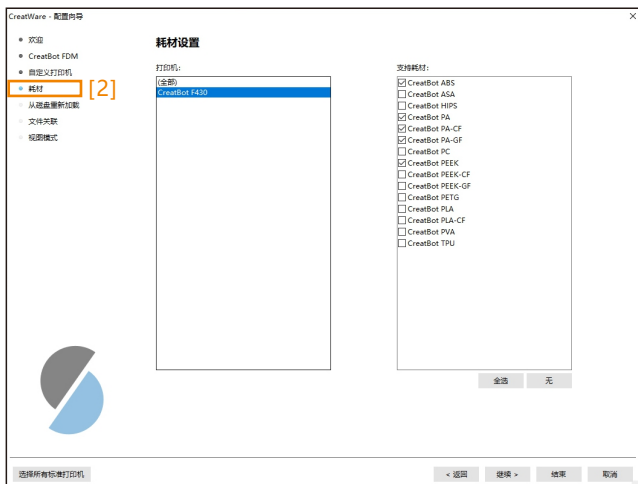 CreatWare - 配置向导
欢迎
CreatBot FDM
自定义打印机
耗材
[2]
从磁盘重新加载
文件关联
视图模式
耗材设置
打印机:
(全部)
CreatBot F430
支持耗材:
CreatBot ABS
CreatBot ASA
CreatBot HIPS
CreatBot PA
CreatBot PA-CF
CreatBot PA-GF
CreatBot PC
CreatBot PEEK
CreatBot PEEK-CF
CreatBot PEEK-GF
CreatBot PETG
CreatBot PLA
CreatBot PLA-CF
CreatBot PVA
CreatBot TPU
全选
无
选择所有标准打印机
< 返回
继续 >
结束
取消